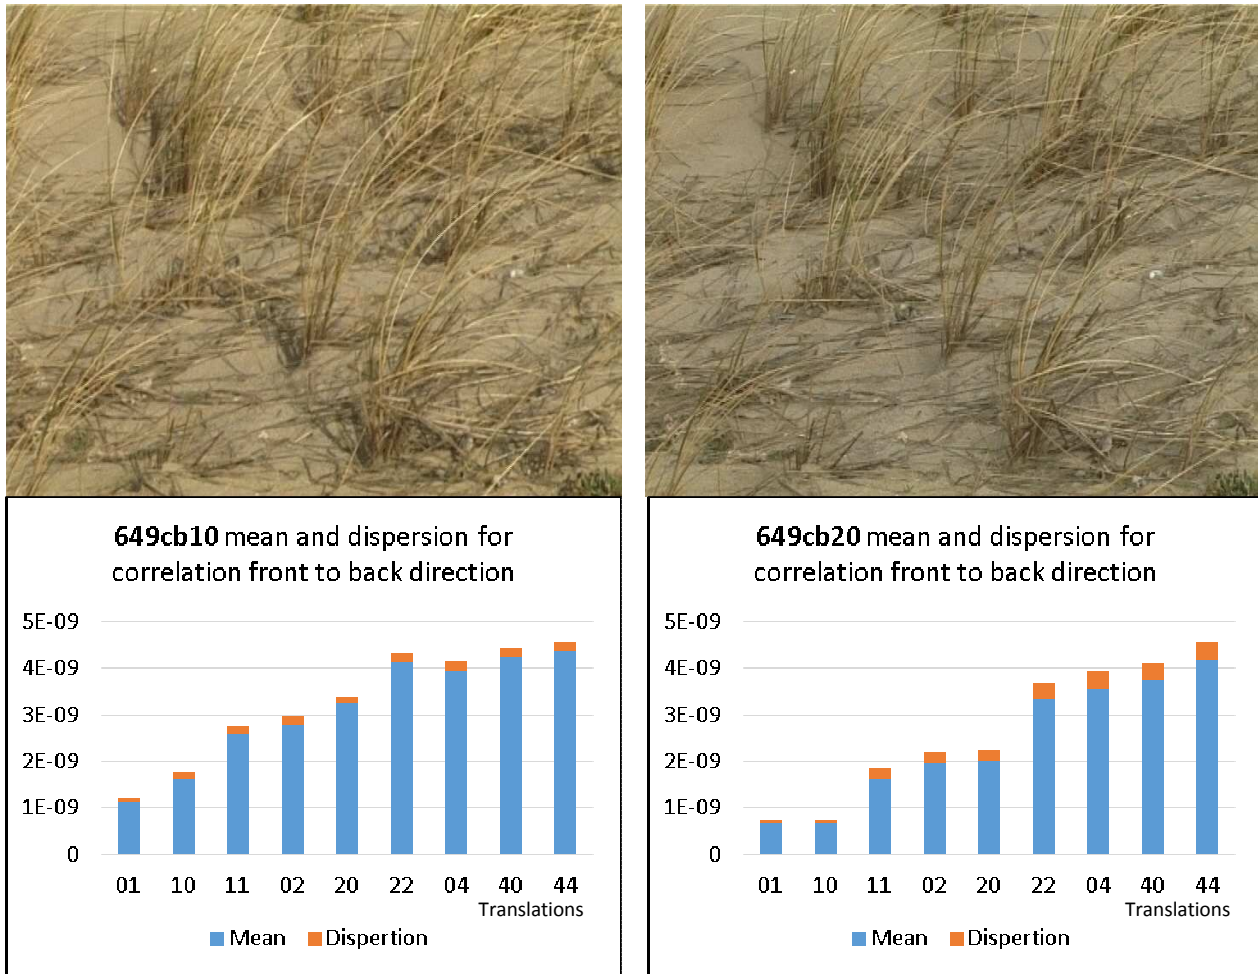 649cb10 mean and dispersion for
correlation front to back direction
5E-09
4E-09
3E-09
2E-09
1E-09
0
01 10 11 02 20 22 04 40 44
Translations
Mean Dispertion
649cb20 mean and dispersion for
correlation front to back direction
5E-09
4E-09
3E-09
2E-09
1E-09
0
01 10 11 02 20 22 04 40 44
Translations
Mean Dispertion